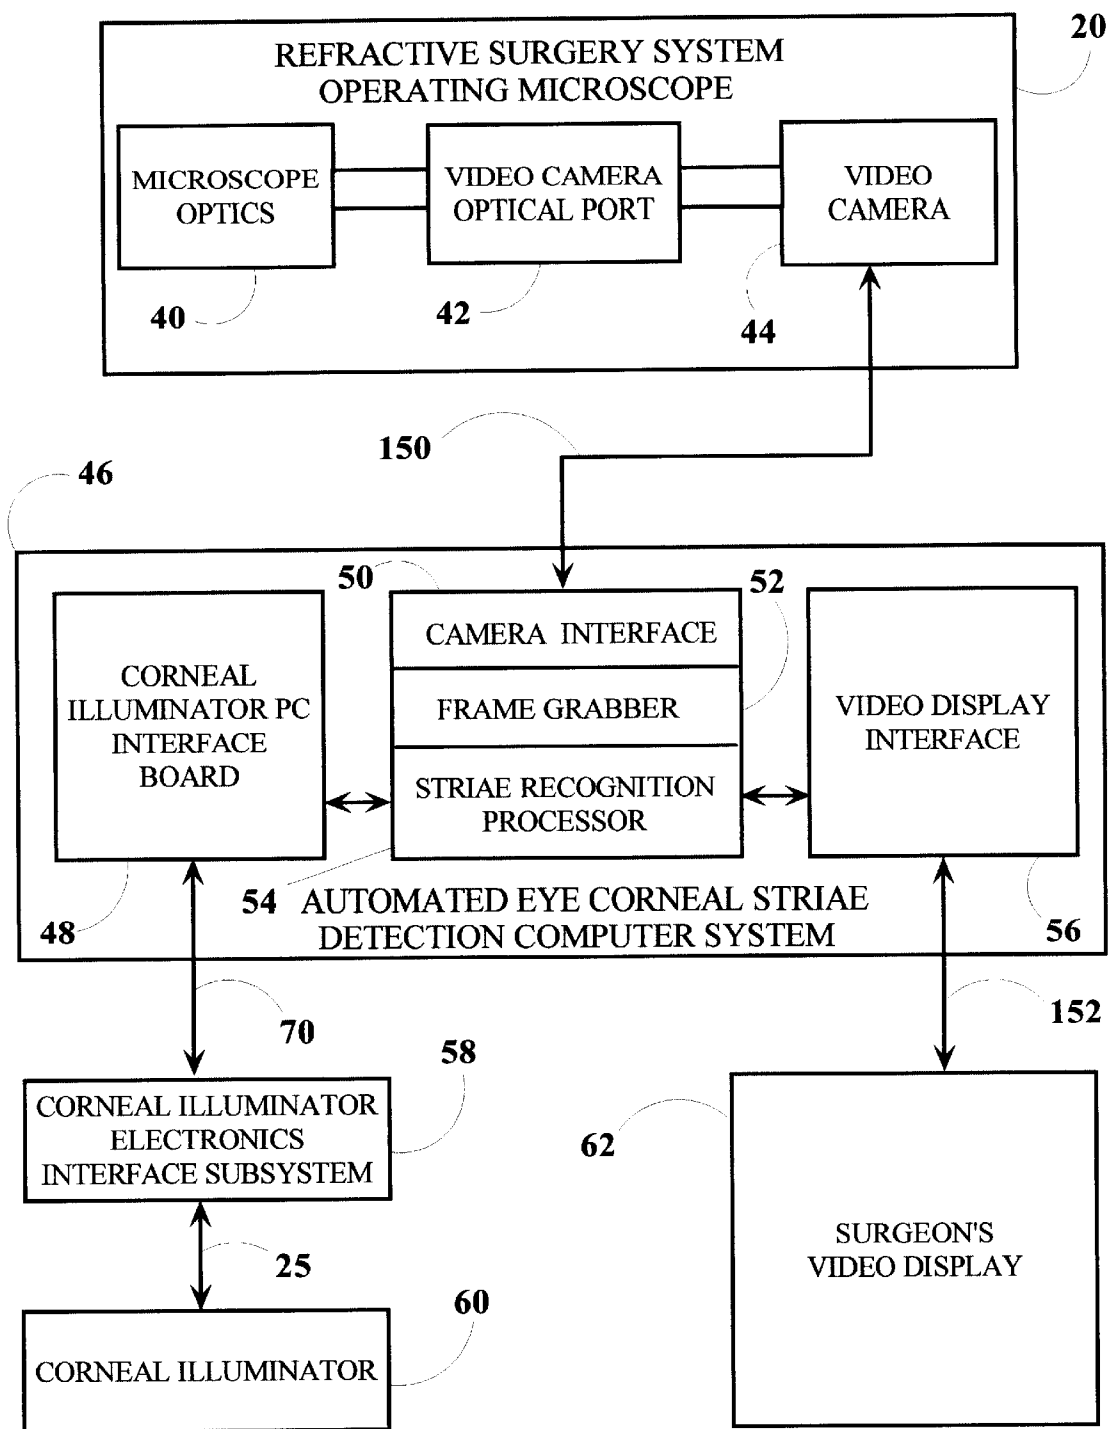 20
REFRACTIVE SURGERY SYSTEM
OPERATING MICROSCOPE
MICROSCOPE
OPTICS
VIDEO CAMERA
OPTICAL PORT
VIDEO
CAMERA
40
42
44
150
46
50
52
CORNEAL
ILLUMINATOR PC
INTERFACE
BOARD
CAMERA INTERFACE
FRAME GRABBER
STRIAE RECOGNITION
PROCESSOR
VIDEO DISPLAY
INTERFACE
48
54
AUTOMATED EYE CORNEAL STRIAE
DETECTION COMPUTER SYSTEM
56
70
152
58
CORNEAL ILLUMINATOR
ELECTRONICS
INTERFACE SUBSYSTEM
62
25
SURGEON'S
VIDEO DISPLAY
60
CORNEAL ILLUMINATOR